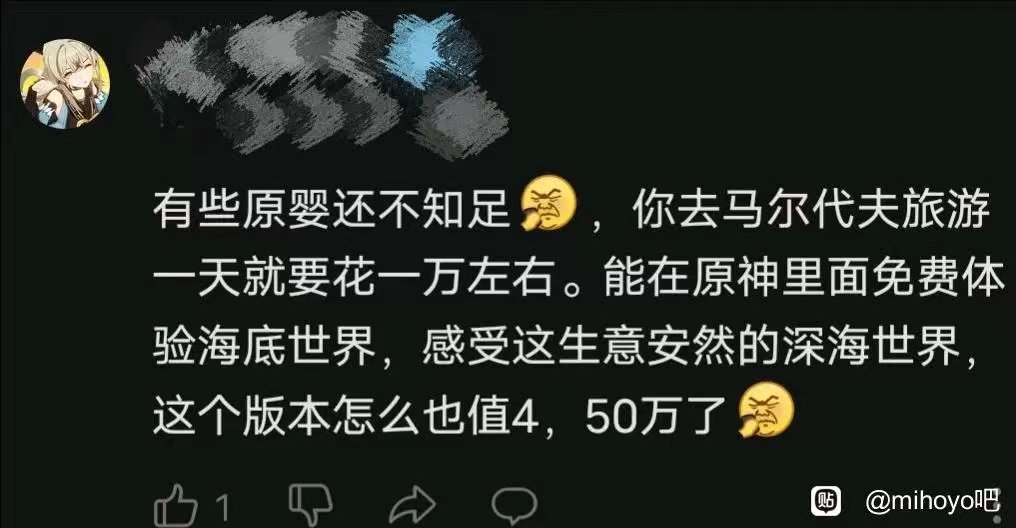 有些原婴还不知足，你去马尔代夫旅游
一天就要花一万左右。能在原神里面免费体
验海底世界，感受这生意安然的深海世界，
这个版本怎么也值4，50万了
1
贴 @mihoyo吧